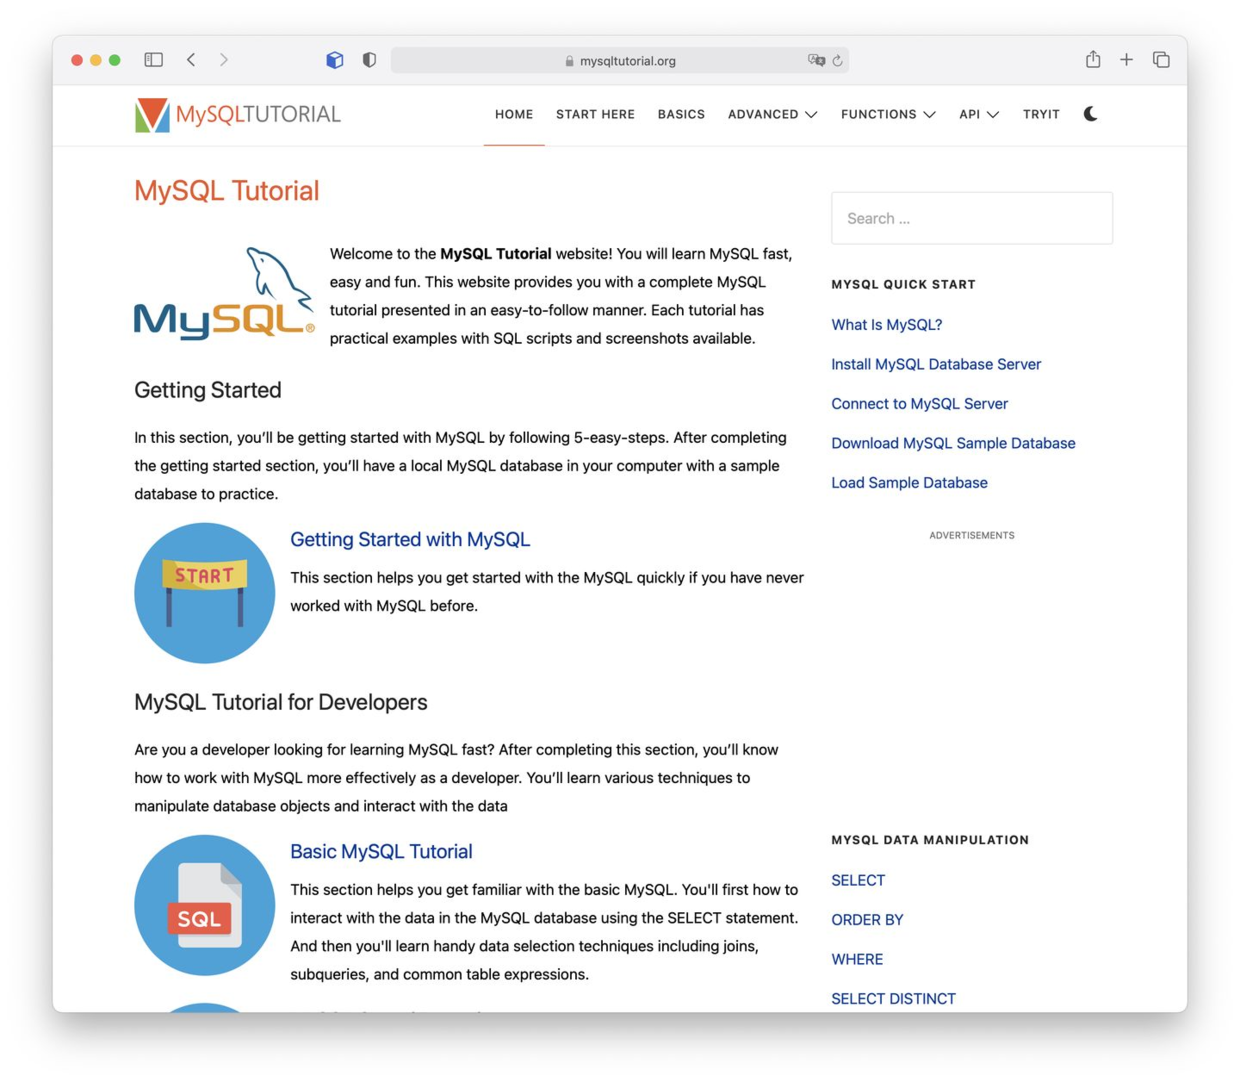 mysqltutorial.org
MySQLTUTORIAL
HOME
START HERE
BASICS
ADVANCED
FUNCTIONS
API
TRYIT
MySQL Tutorial
MySQL®
Welcome to the MySQL Tutorial website! You will learn MySQL fast,
easy and fun. This website provides you with a complete MySQL
tutorial presented in an easy-to-follow manner. Each tutorial has
practical examples with SQL scripts and screenshots available.
Getting Started
In this section, you’ll be getting started with MySQL by following 5-easy-steps. After completing
the getting started section, you’ll have a local MySQL database in your computer with a sample
database to practice.
START
Getting Started with MySQL
This section helps you get started with the MySQL quickly if you have never
worked with MySQL before.
MySQL Tutorial for Developers
Are you a developer looking for learning MySQL fast? After completing this section, you’ll know
how to work with MySQL more effectively as a developer. You’ll learn various techniques to
manipulate database objects and interact with the data
SQL
Basic MySQL Tutorial
This section helps you get familiar with the basic MySQL. You'll first how to
interact with the data in the MySQL database using the SELECT statement.
And then you'll learn handy data selection techniques including joins,
subqueries, and common table expressions.
Search ...
MYSQL QUICK START
What Is MySQL?
Install MySQL Database Server
Connect to MySQL Server
Download MySQL Sample Database
Load Sample Database
ADVERTISEMENTS
MYSQL DATA MANIPULATION
SELECT
ORDER BY
WHERE
SELECT DISTINCT